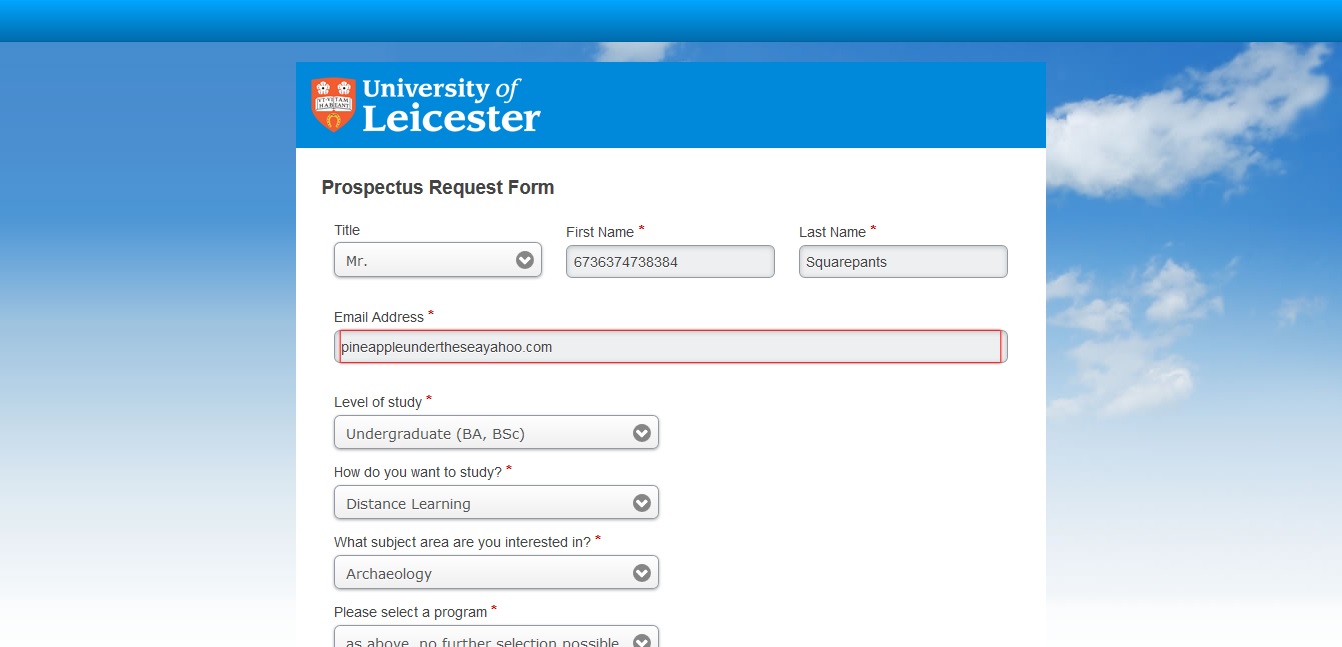 University of
Leicester
UT VITAM
HABEANT
Prospectus Request Form
Title
First Name *
Last Name *
Mr.
6736374738384
Squarepants
Email Address *
pineappleundertheseayahoo.com
Level of study *
Undergraduate (BA, BSc)
How do you want to study? *
Distance Learning
What subject area are you interested in? *
Archaeology
Please select a program *
as above, no further selection possible